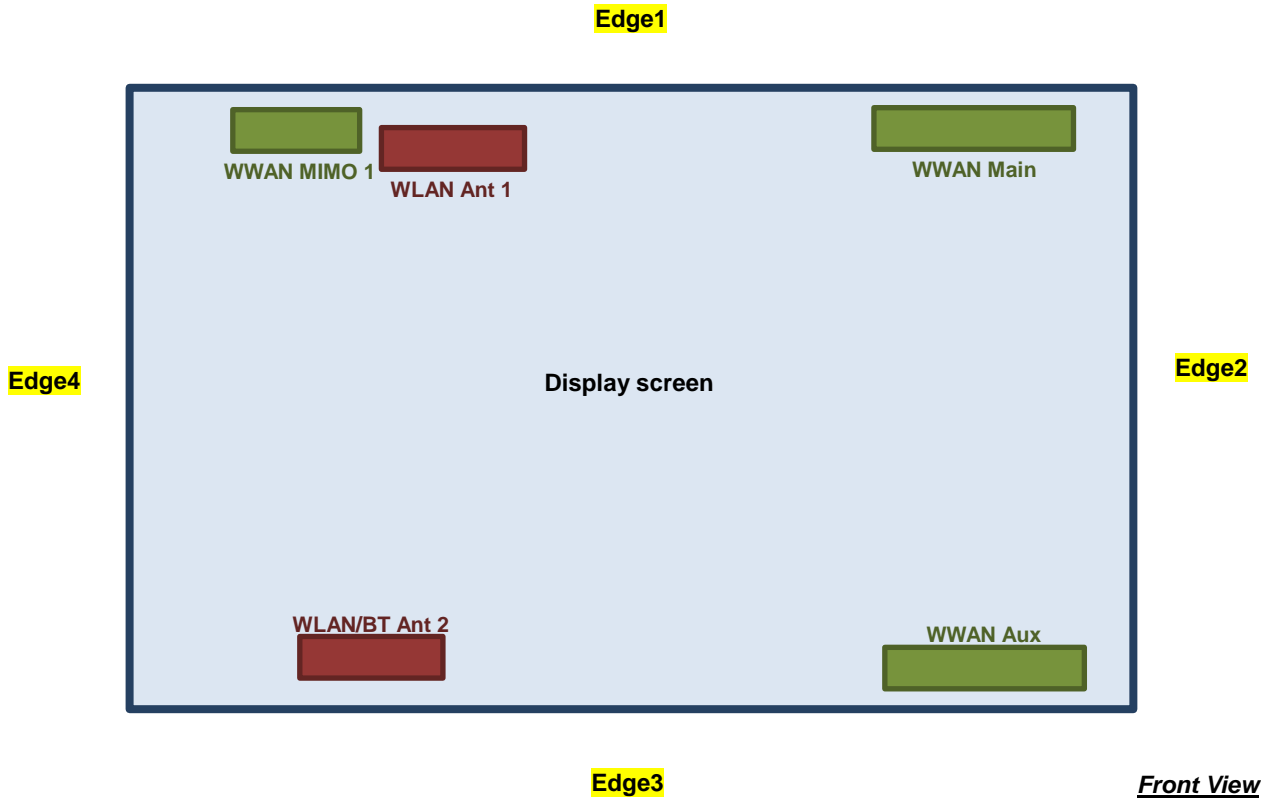 Edge1
WWAN MIMO 1
WLAN Ant 1
WWAN Main
Edge4
Display screen
Edge2
WLAN/BT Ant 2
WWAN Aux
Edge3
Front View